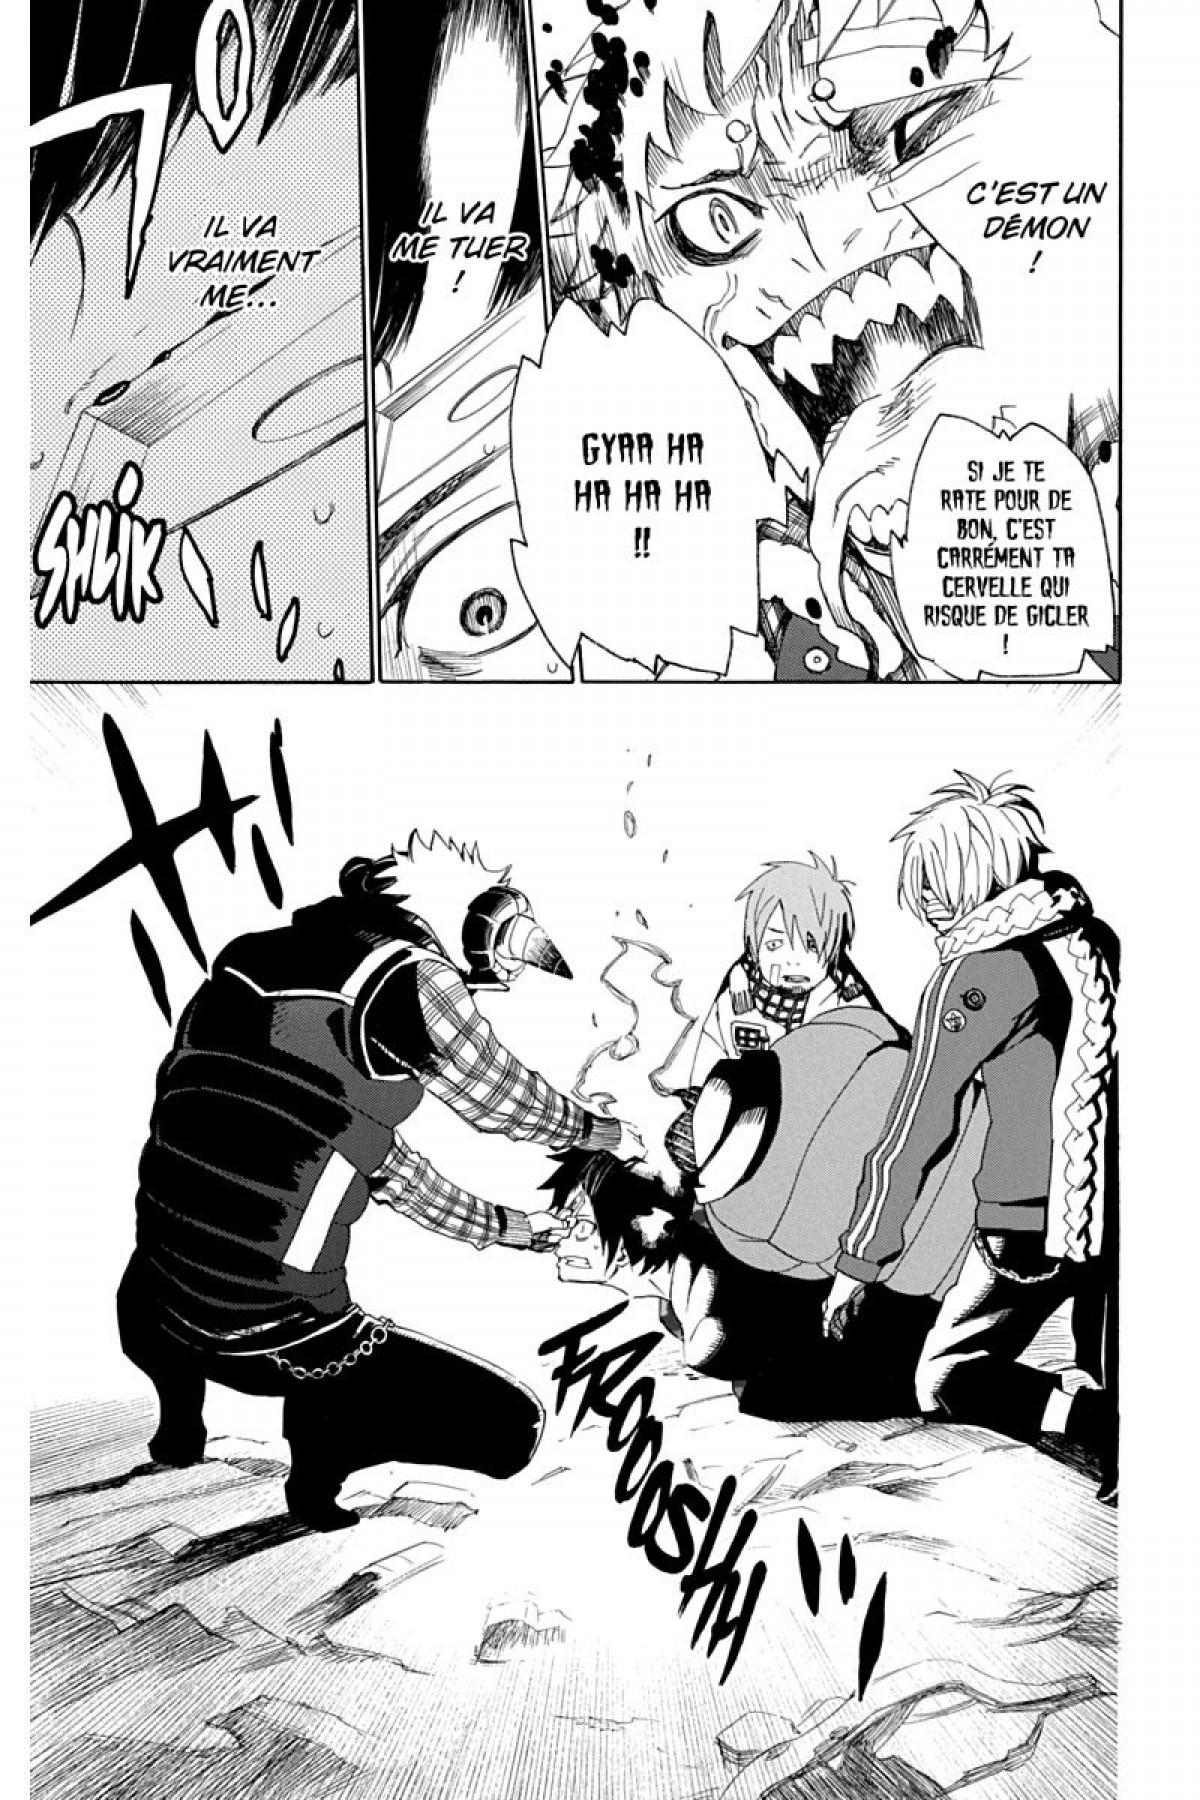 C'EST UN
DÉMON
!
SI JE TE
RATE POUR DE
BON, C'EST
CARRÉMENT TA
CERVELLE QUI
RISQUE DE GICLER
!
GYAA HA
HA HA HA
!!
IL VA
ME TUER
!
IL VA
VRAIMENT
ME...
SHLIK
FROOOSHH